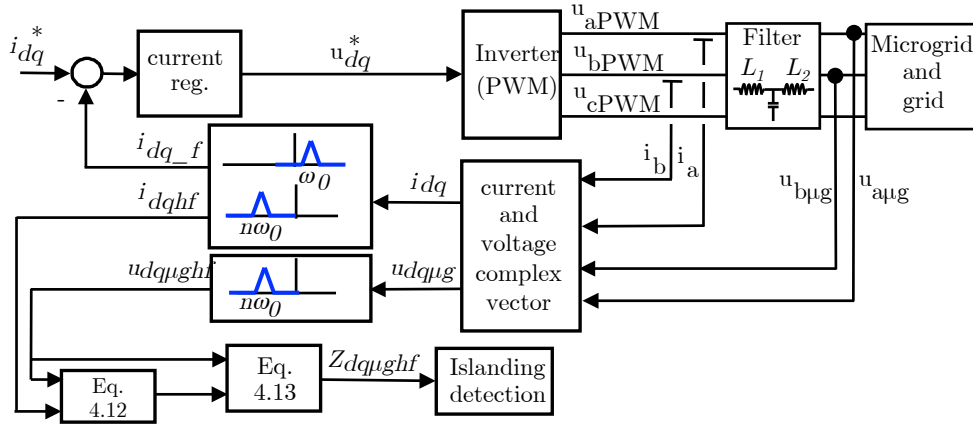 i*dq
-
current
reg.
u*dq
Inverter
(PWM)
uaPWM
ubPWM
ucPWM
Filter
L1 L2
Microgrid
and
grid
idq_f
ω0
idqhf
nω0
idq
current
and
voltage
complex
vector
ib
ia
ubμg
uaμg
udqμghf
nω0
udqμg
Eq.
4.12
Eq.
4.13
Zdqμghf
Islanding
detection